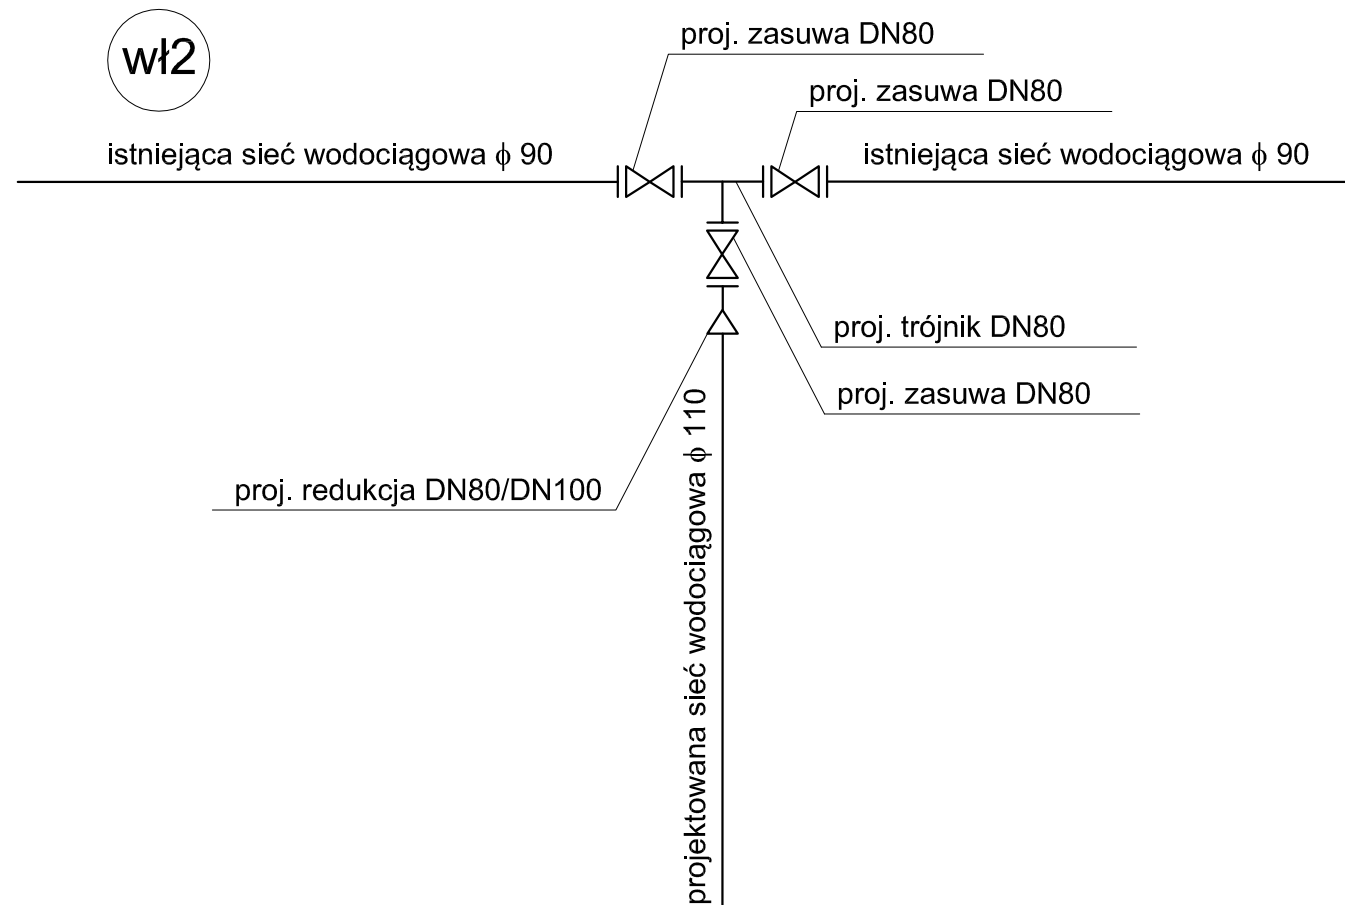 wł2
proj. zasuwa DN80
proj. zasuwa DN80
istniejąca sieć wodociągowa ϕ 90
istniejąca sieć wodociągowa ϕ 90
proj. trójnik DN80
proj. zasuwa DN80
proj. redukcja DN80/DN100
projektowana sieć wodociągowa ϕ 110